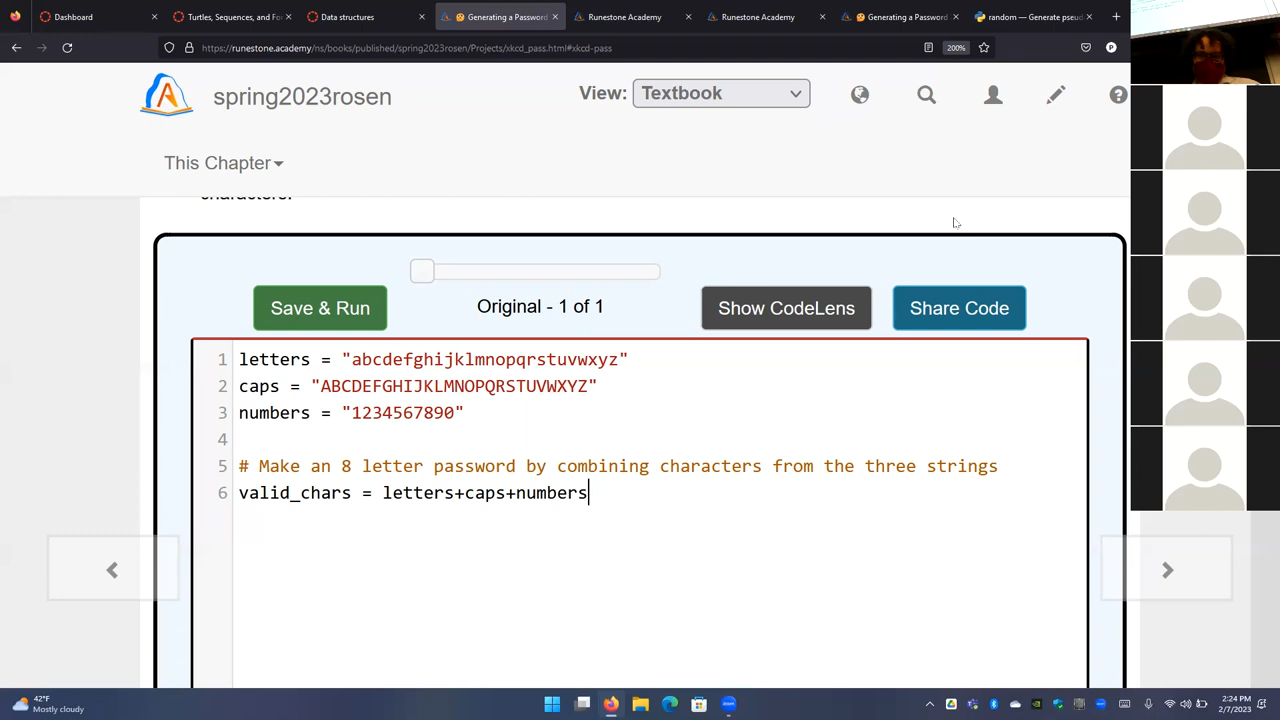 Dashboard
Turtles, Sequences, and For
Data structures
Generating a Password
Runestone Academy
Runestone Academy
Generating a Password
random — Generate pseud
https://runestone.academy/ns/books/published/spring2023rosen/Projects/xkcd_pass.html#xkcd-pass
200%
P
spring2023rosen
View:
Textbook
This Chapter
characters.
Save & Run
Original - 1 of 1
Show CodeLens
Share Code
1 letters = "abcdefghijklmnopqrstuvwxyz"
2 caps = "ABCDEFGHIJKLMNOPQRSTUVWXYZ"
3 numbers = "1234567890"
4
5 # Make an 8 letter password by combining characters from the three strings
6 valid_chars = letters+caps+numbers
42°F
Mostly cloudy
2:24 PM
2/7/2023